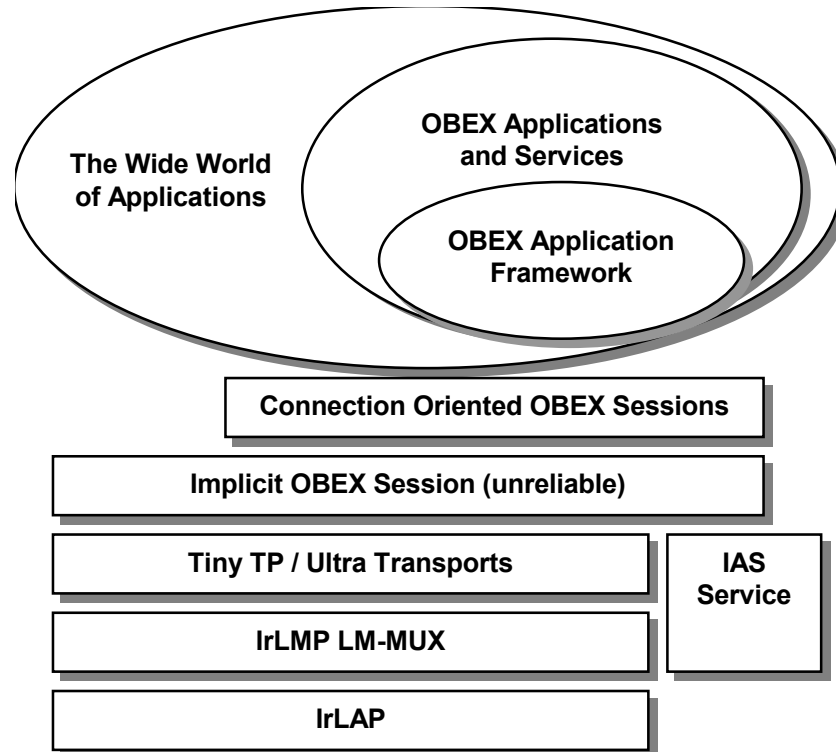 OBEX Applications
and Services
The Wide World
of Applications
OBEX Application
Framework
Connection Oriented OBEX Sessions
Implicit OBEX Session (unreliable)
Tiny TP / Ultra Transports
IAS
Service
IrLMP LM-MUX
IrLAP